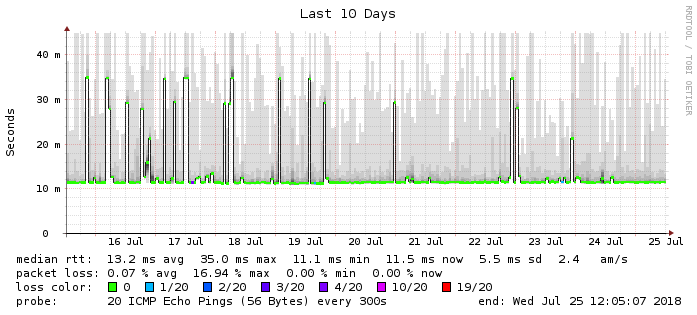 Last 10 Days
RRDTOOL / TOBI OETIKER
Seconds
40 m
30 m
20 m
10 m
0
16 Jul 17 Jul 18 Jul 19 Jul 20 Jul 21 Jul 22 Jul 23 Jul 24 Jul 25 Jul
median rtt: 13.2 ms avg 35.0 ms max 11.1 ms min 11.5 ms now 5.5 ms sd 2.4 am/s
packet loss: 0.07 % avg 16.94 % max 0.00 % min 0.00 % now
loss color: 0 1/20 2/20 3/20 4/20 10/20 19/20
probe: 20 ICMP Echo Pings (56 Bytes) every 300s end: Wed Jul 25 12:05:07 2018